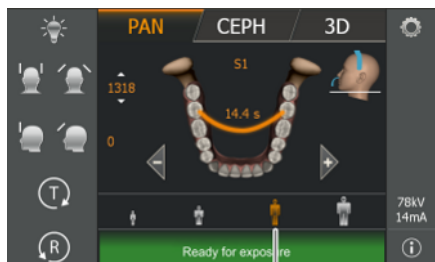 PAN CEPH 3D
S1
1318
14.4 s
0
T
78kV
14mA
R
Ready for exposure
i